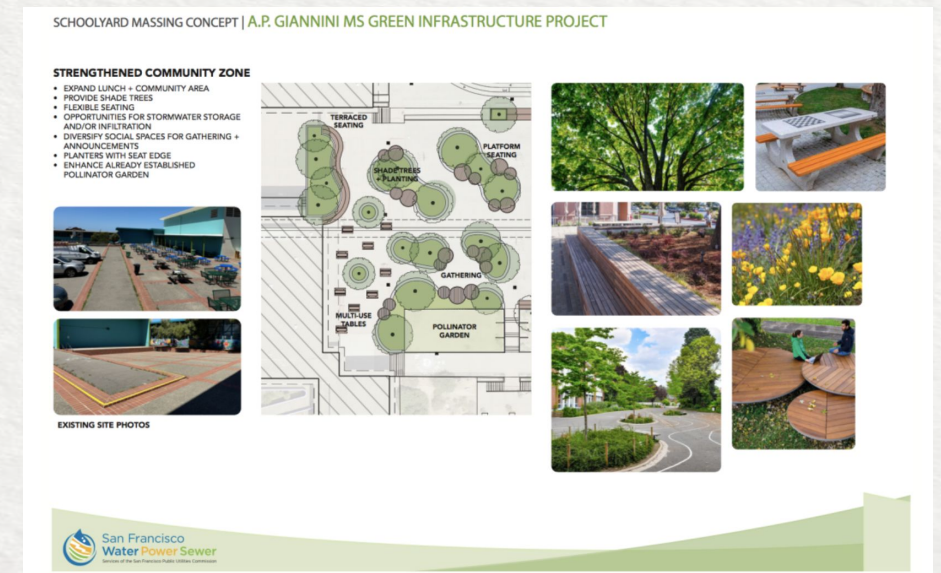 SCHOOLYARD MASSING CONCEPT | A.P. GIANNINI MS GREEN INFRASTRUCTURE PROJECT
STRENGTHENED COMMUNITY ZONE
• EXPAND LUNCH + COMMUNITY AREA
• PROVIDE SHADE TREES
• FLEXIBLE SEATING
• OPPORTUNITIES FOR STORMWATER STORAGE
AND/OR INFILTRATION
• DIVERSIFY SOCIAL SPACES FOR GATHERING +
ANNOUNCEMENTS
• PLANTERS WITH SEAT EDGE
• ENHANCE ALREADY ESTABLISHED
POLLINATOR GARDEN
EXISTING SITE PHOTOS
TERRACED
SEATING
PLATFORM
SEATING
SHADE TREES
+ PLANTING
GATHERING
MULTI-USE
TABLES
POLLINATOR
GARDEN
San Francisco
Water Power Sewer
Services of the San Francisco Public Utilities Commission